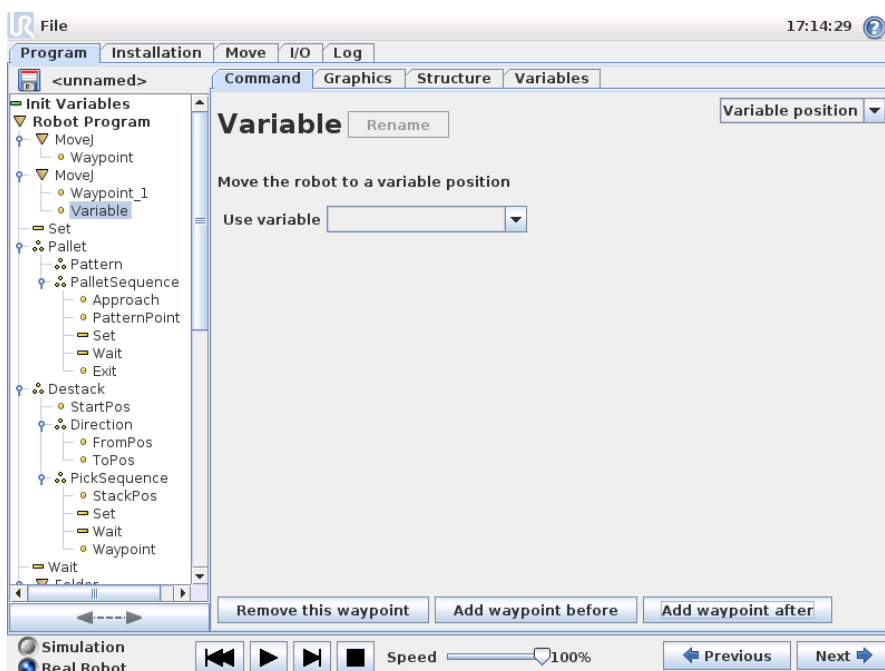 File
17:14:29
?
Program Installation Move I/O Log
<unnamed>
Command Graphics Structure Variables
Init Variables
Robot Program
MoveJ
Waypoint
MoveJ
Waypoint_1
Variable
Set
Pallet
Pattern
PalletSequence
Approach
PatternPoint
Set
Wait
Exit
Destack
StartPos
Direction
FromPos
ToPos
PickSequence
StackPos
Set
Wait
Waypoint
Wait
Folder
Variable
Rename
Variable position
Move the robot to a variable position
Use variable
Remove this waypoint
Add waypoint before
Add waypoint after
Simulation
Real Robot
Speed
100%
Previous
Next